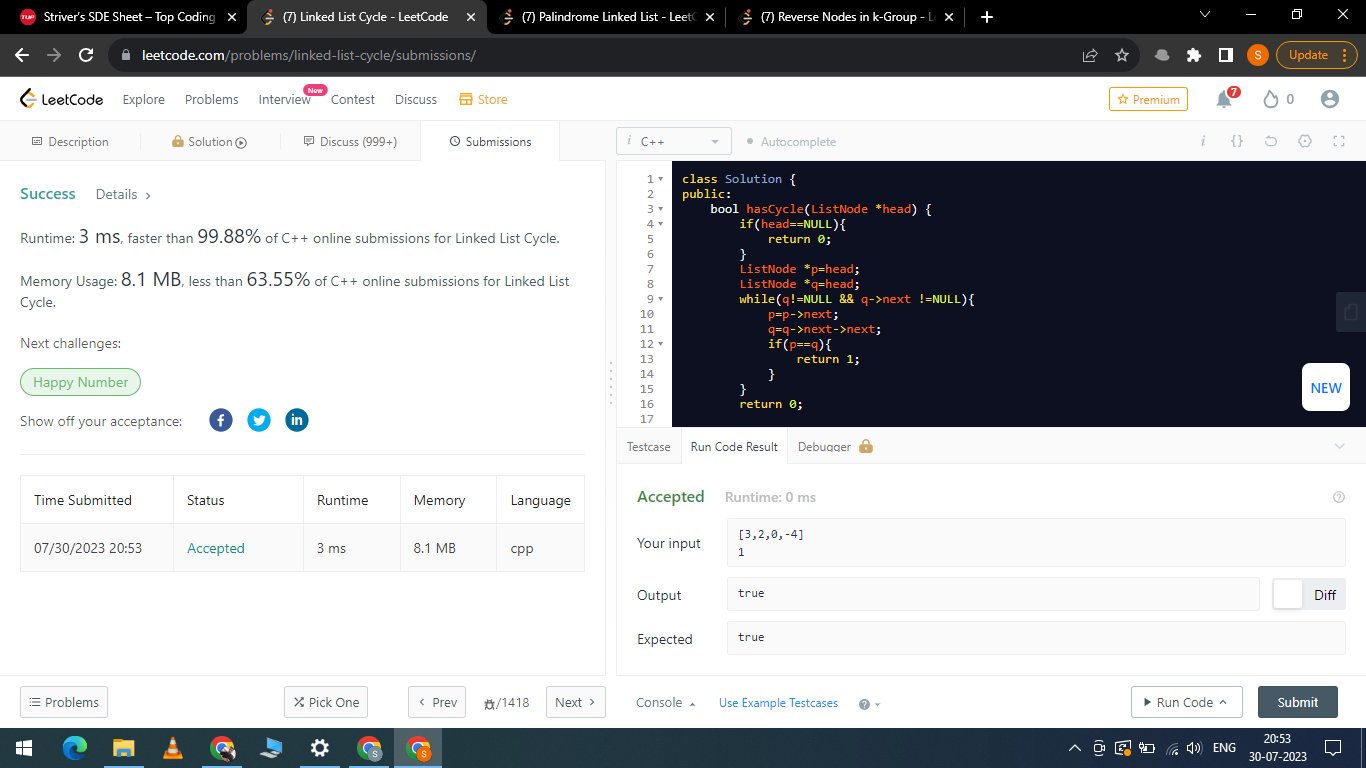 Striver's SDE Sheet – Top Coding
(7) Linked List Cycle - LeetCode
(7) Palindrome Linked List - Leet
(7) Reverse Nodes in k-Group - L
leetcode.com/problems/linked-list-cycle/submissions/
S
Update
LeetCode
Explore
Problems
Interview
New
Contest
Discuss
Store
Premium
7
0
Description
Solution
Discuss (999+)
Submissions
i
C++
Autocomplete
i
{}
Success
Details
Runtime: 3 ms, faster than 99.88% of C++ online submissions for Linked List Cycle.
Memory Usage: 8.1 MB, less than 63.55% of C++ online submissions for Linked List
Cycle.
Next challenges:
Happy Number
Show off your acceptance:
Time Submitted Status Runtime Memory Language
07/30/2023 20:53 Accepted 3 ms 8.1 MB cpp
1 class Solution {
2 public:
3 bool hasCycle(ListNode *head) {
4 if(head==NULL){
5 return 0;
6 }
7 ListNode *p=head;
8 ListNode *q=head;
9 while(q!=NULL && q->next !=NULL){
10 p=p->next;
11 q=q->next->next;
12 if(p==q){
13 return 1;
14 }
15 }
16 return 0;
17
NEW
Testcase
Run Code Result
Debugger
Accepted
Runtime: 0 ms
Your input
[3,2,0,-4]
1
Output
true
Diff
Expected
true
Problems
Pick One
Prev
/1418
Next
Console
Use Example Testcases
Run Code
Submit
S
S
ENG
20:53
30-07-2023